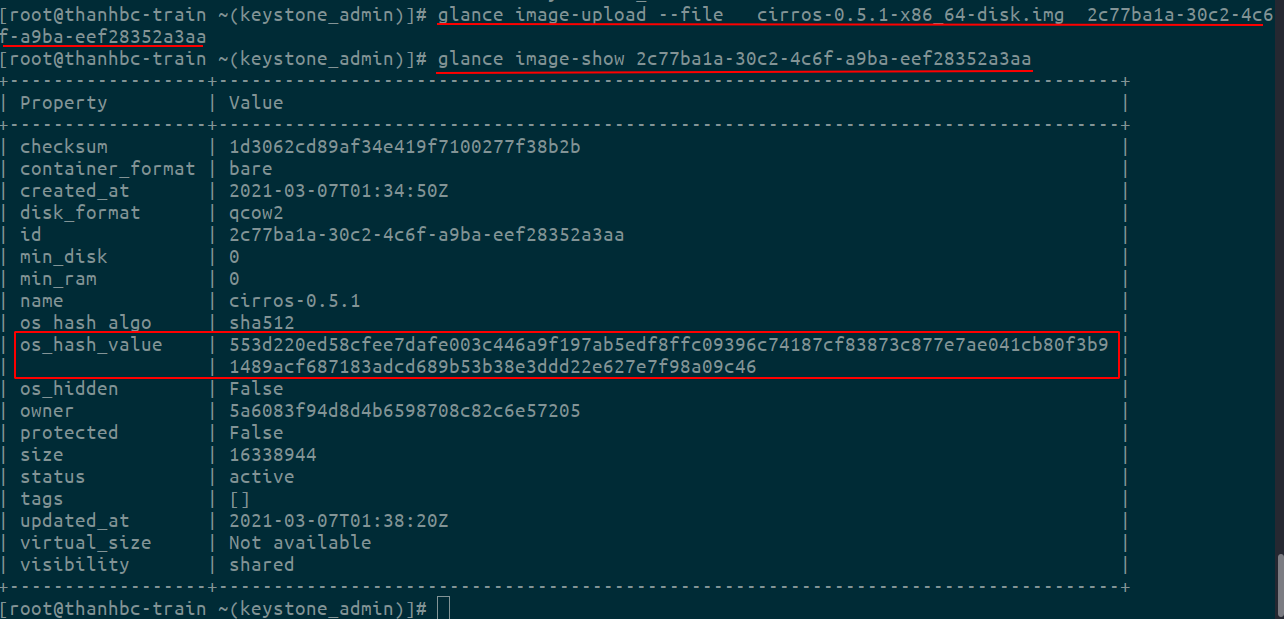 [root@thanhbc-train ~(keystone_admin)]# glance image-upload --file   cirros-0.5.1-x86_64-disk.img  2c77ba1a-30c2-4c6
f-a9ba-eef28352a3aa
[root@thanhbc-train ~(keystone_admin)]# glance image-show 2c77ba1a-30c2-4c6f-a9ba-eef28352a3aa
+------------------+----------------------------------------------------------------------------------+
| Property         | Value                                                                            |
+------------------+----------------------------------------------------------------------------------+
| checksum         | 1d3062cd89af34e419f7100277f38b2b                                                 |
| container_format | bare                                                                             |
| created_at       | 2021-03-07T01:34:50Z                                                             |
| disk_format      | qcow2                                                                            |
| id               | 2c77ba1a-30c2-4c6f-a9ba-eef28352a3aa                                             |
| min_disk         | 0                                                                                |
| min_ram          | 0                                                                                |
| name             | cirros-0.5.1                                                                     |
| os_hash_algo     | sha512                                                                           |
| os_hash_value    | 553d220ed58cfee7dafe003c446a9f197ab5edf8ffc09396c74187cf83873c877e7ae041cb80f3b9 |
|                  | 1489acf687183adcd689b53b38e3ddd22e627e7f98a09c46                                 |
| os_hidden        | False                                                                            |
| owner            | 5a6083f94d8d4b6598708c82c6e57205                                                 |
| protected        | False                                                                            |
| size             | 16338944                                                                         |
| status           | active                                                                           |
| tags             | []                                                                               |
| updated_at       | 2021-03-07T01:38:20Z                                                             |
| virtual_size     | Not available                                                                    |
| visibility       | shared                                                                           |
+------------------+----------------------------------------------------------------------------------+
[root@thanhbc-train ~(keystone_admin)]#